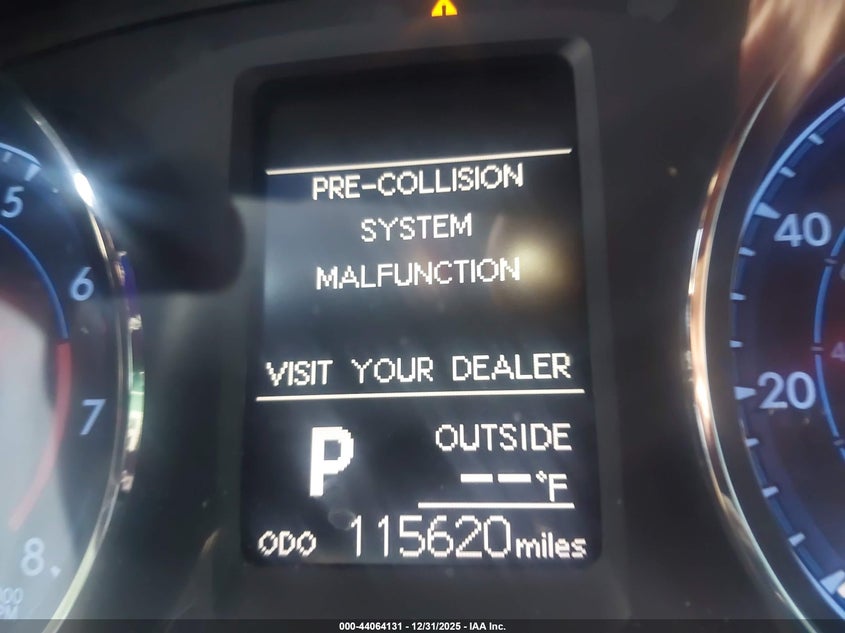 PRE-COLLISION
SYSTEM
MALFUNCTION
VISIT YOUR DEALER
P
OUTSIDE
-- °F
ODO 115620 miles
5
6
7
8
40
20
000-44064131 - 12/31/2025 - IAA Inc.